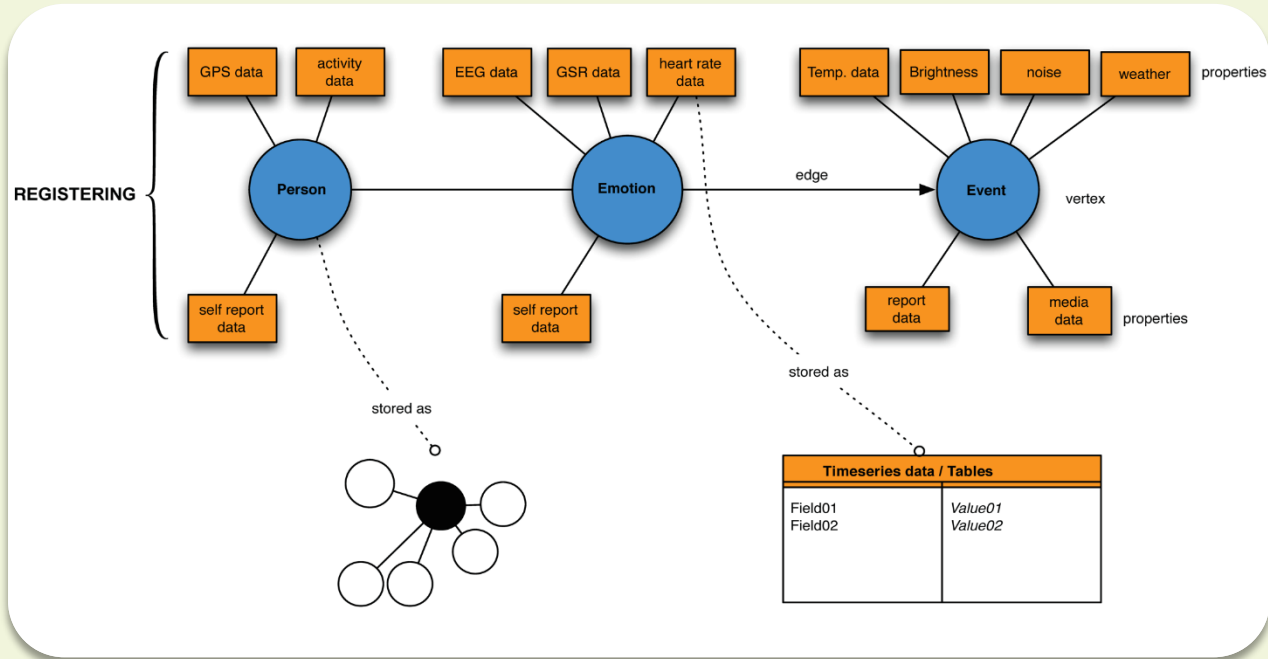 GPS data
activity
data
EEG data
GSR data
heart rate
data
Temp. data
Brightness
noise
weather
properties
REGISTERING
Person
Emotion
edge
Event
vertex
self report
data
self report
data
report
data
media
data
properties
stored as
stored as
Timeseries data / Tables
Field01
Value01
Field02
Value02